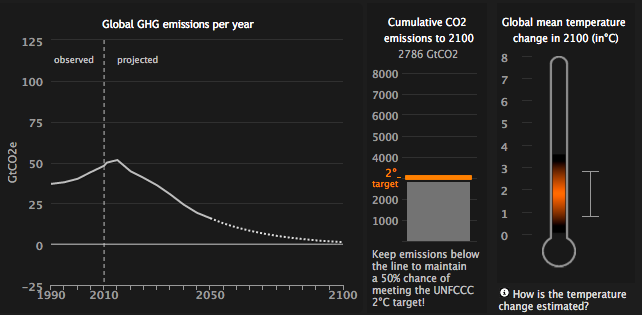 Global GHG emissions per year
125
observed
projected
100
75
50
25
0
-25
GtCO2e
1990
2010
2050
2100
Cumulative CO2
emissions to 2100
2786 GtCO2
8000
7000
6000
5000
4000
2°
target
2000
1000
Keep emissions below
the line to maintain
a 50% chance of
meeting the UNFCCC
2°C target!
Global mean temperature
change in 2100 (in°C)
8
7
6
5
4
3
2
1
0
How is the temperature
change estimated?